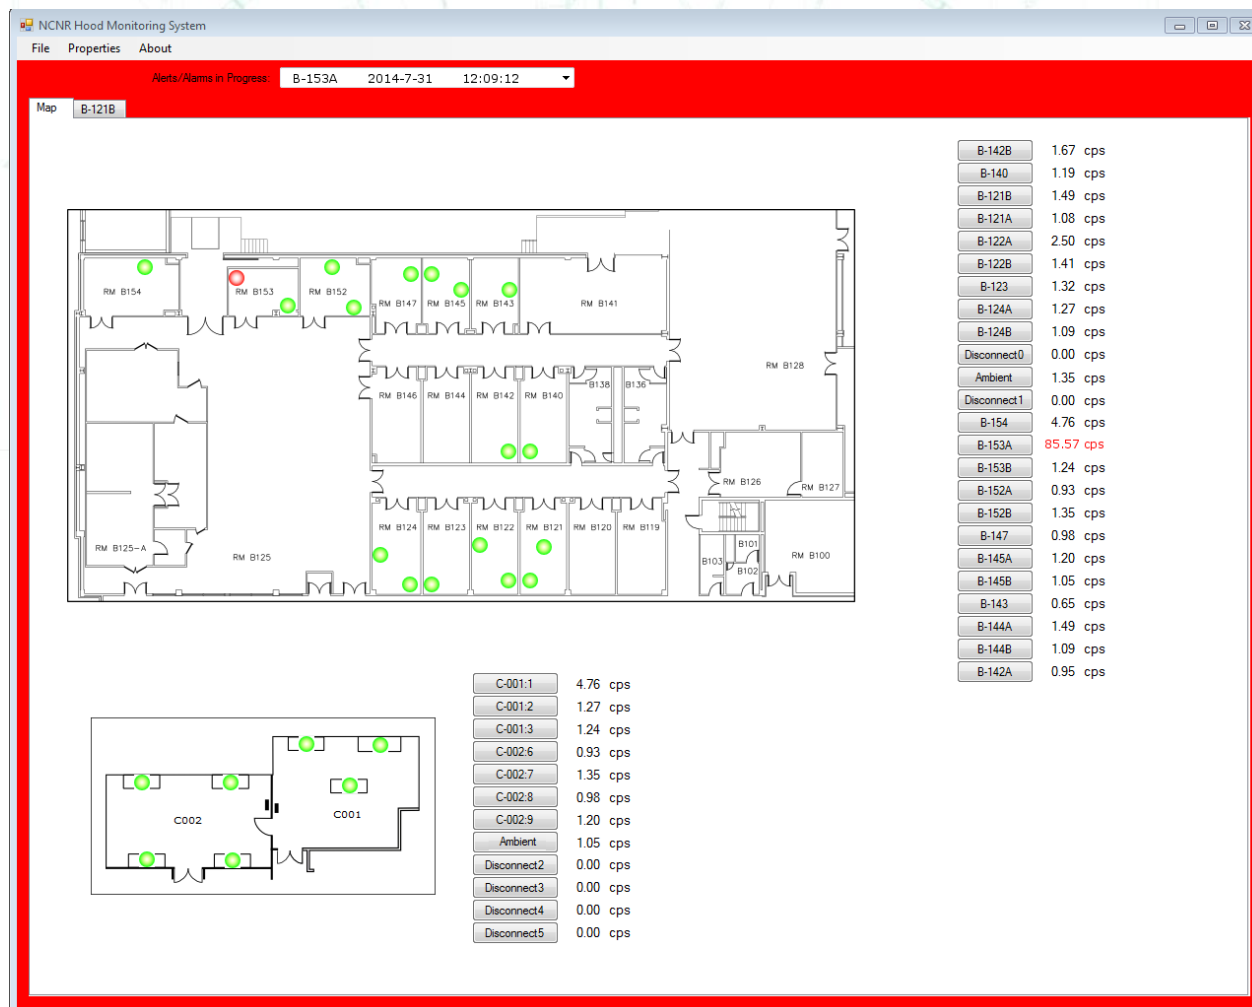 NCNR Hood Monitoring System
File Properties About
Alerts/Alarms in Progress: B-153A 2014-7-31 12:09:12
Map B-121B
B-142B 1.67 cps
B-140 1.19 cps
B-121B 1.49 cps
B-121A 1.08 cps
B-122A 2.50 cps
B-122B 1.41 cps
B-123 1.32 cps
B-124A 1.27 cps
B-124B 1.09 cps
Disconnect0 0.00 cps
Ambient 1.35 cps
Disconnect1 0.00 cps
B-154 4.76 cps
B-153A 85.57 cps
B-153B 1.24 cps
B-152A 0.93 cps
B-152B 1.35 cps
B-147 0.98 cps
B-145A 1.20 cps
B-145B 1.05 cps
B-143 0.65 cps
B-144A 1.49 cps
B-144B 1.09 cps
B-142A 0.95 cps
RM B154 RM B153 RM B152 RM B147 RM B145 RM B143 RM B141
RM B128
RM B146 RM B144 RM B142 RM B140 B138 B136
RM B126 RM B127
RM B124 RM B123 RM B122 RM B121 RM B120 RM B119
RM B125-A RM B125 B103 B101 B102 RM B100
C-001:1 4.76 cps
C-001:2 1.27 cps
C-001:3 1.24 cps
C-002:6 0.93 cps
C-002:7 1.35 cps
C-002:8 0.98 cps
C-002:9 1.20 cps
Ambient 1.05 cps
Disconnect2 0.00 cps
Disconnect3 0.00 cps
Disconnect4 0.00 cps
Disconnect5 0.00 cps
C002 C001